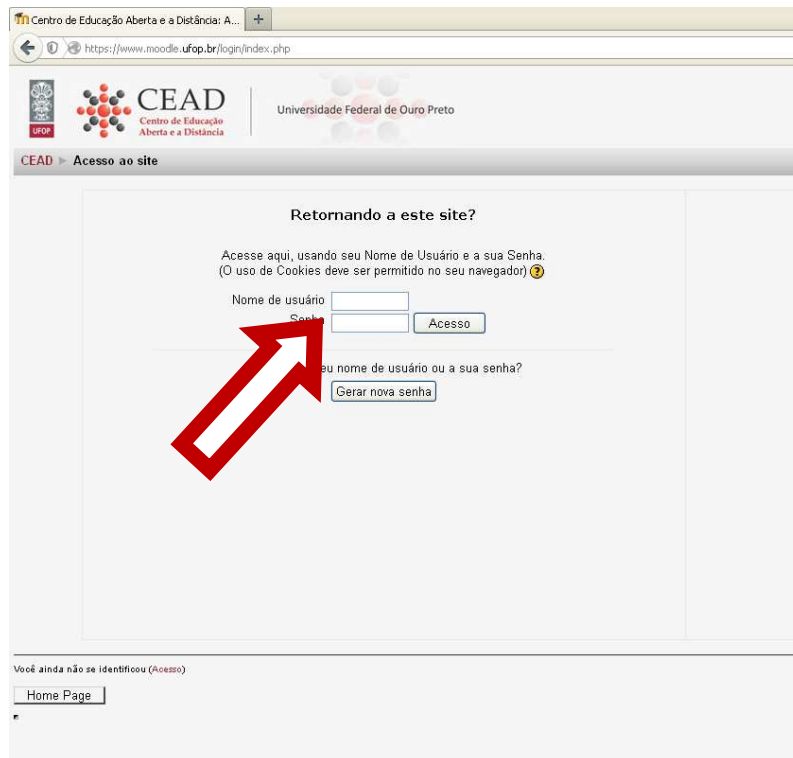 Centro de Educação Aberta e a Distância: A...
https://www.moodle.ufop.br/login/index.php
UFOP
CEAD
Centro de Educação
Aberta e a Distância
Universidade Federal de Ouro Preto
CEAD ► Acesso ao site
Retornando a este site?
Acesse aqui, usando seu Nome de Usuário e a sua Senha.
(O uso de Cookies deve ser permitido no seu navegador) ?
Nome de usuário
Senha
Acesso
nome de usuário ou a sua senha?
Gerar nova senha
Você ainda não se identificou (Acesso)
Home Page